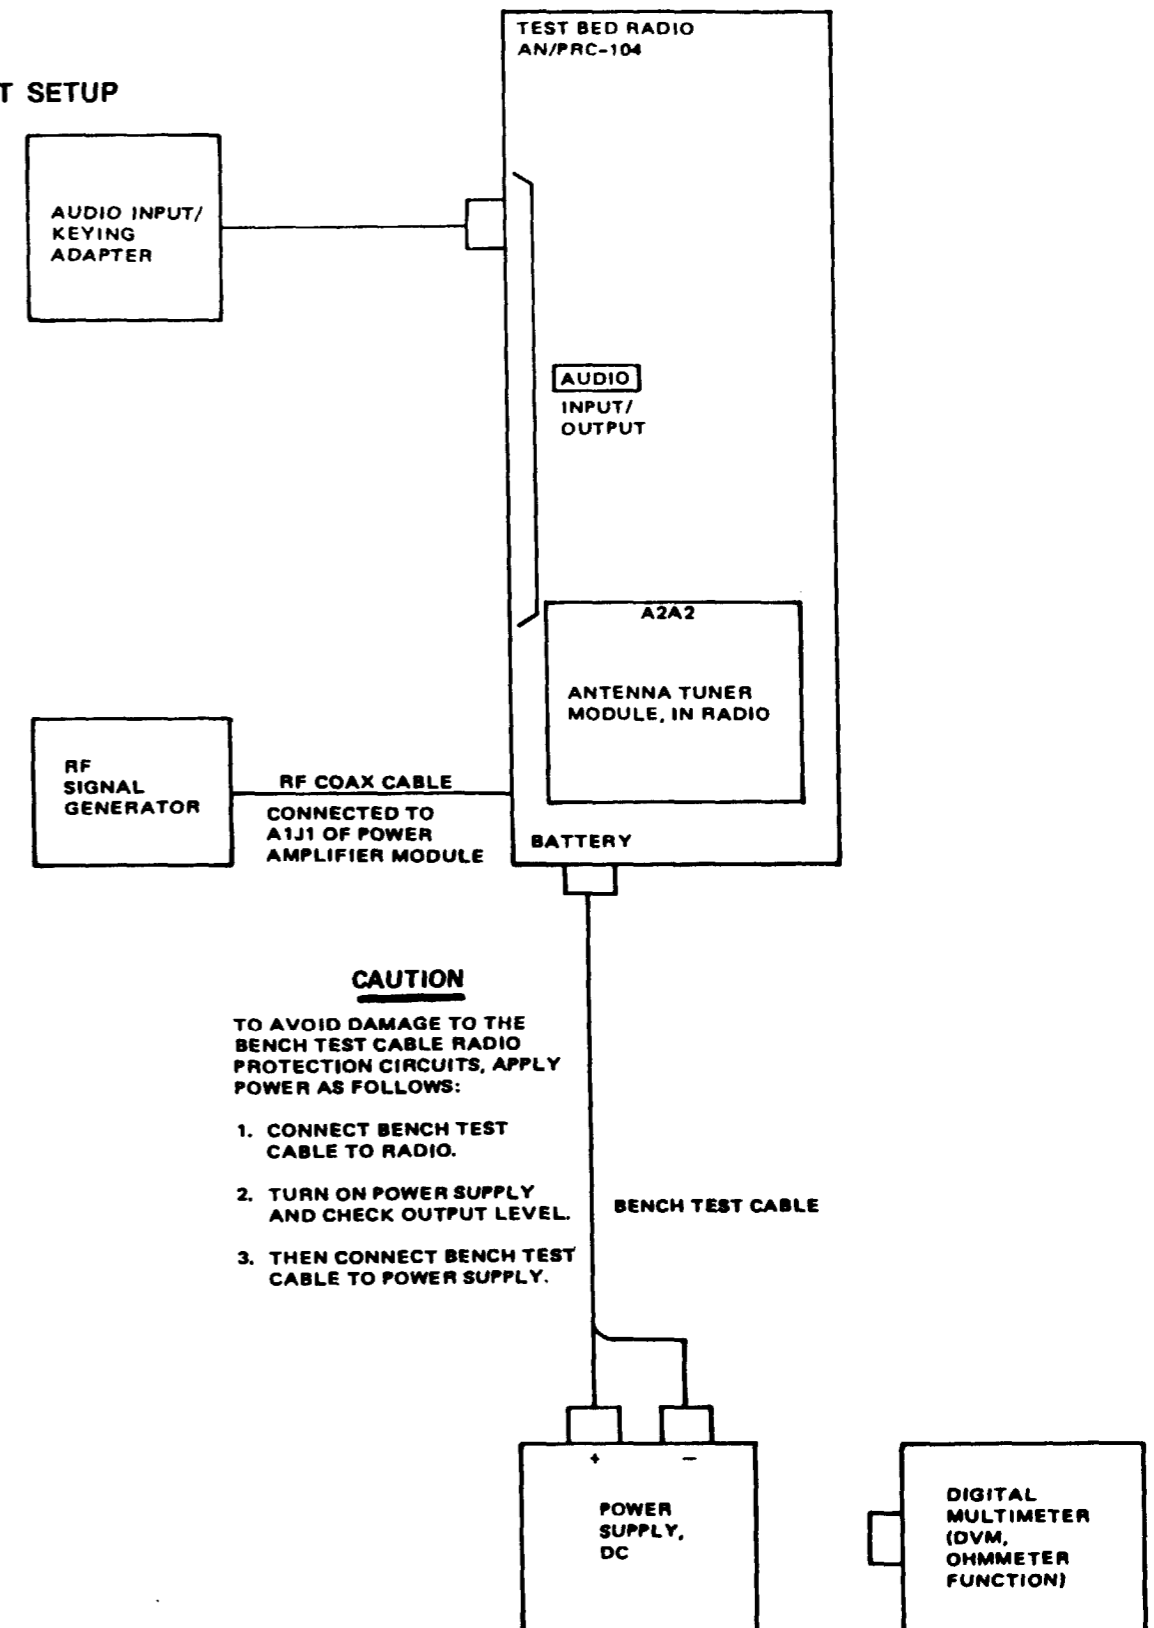 TEST BED RADIO
AN/PRC-104
T SETUP
AUDIO INPUT/
KEYING
ADAPTER
AUDIO
INPUT/
OUTPUT
A2A2
ANTENNA TUNER
MODULE, IN RADIO
RF
SIGNAL
GENERATOR
RF COAX CABLE
CONNECTED TO
A1J1 OF POWER
AMPLIFIER MODULE
BATTERY
CAUTION
TO AVOID DAMAGE TO THE
BENCH TEST CABLE RADIO
PROTECTION CIRCUITS, APPLY
POWER AS FOLLOWS:
1. CONNECT BENCH TEST
CABLE TO RADIO.
2. TURN ON POWER SUPPLY
AND CHECK OUTPUT LEVEL.
3. THEN CONNECT BENCH TEST
CABLE TO POWER SUPPLY.
BENCH TEST CABLE
+ −
POWER
SUPPLY,
DC
DIGITAL
MULTIMETER
(DVM,
OHMMETER
FUNCTION)